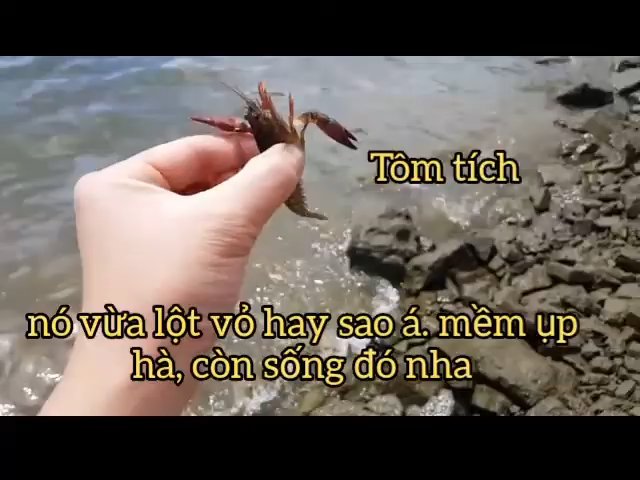 Tôm tích
nó vừa lột vỏ hay sao á. mềm ụp
hà, còn sống đó nha